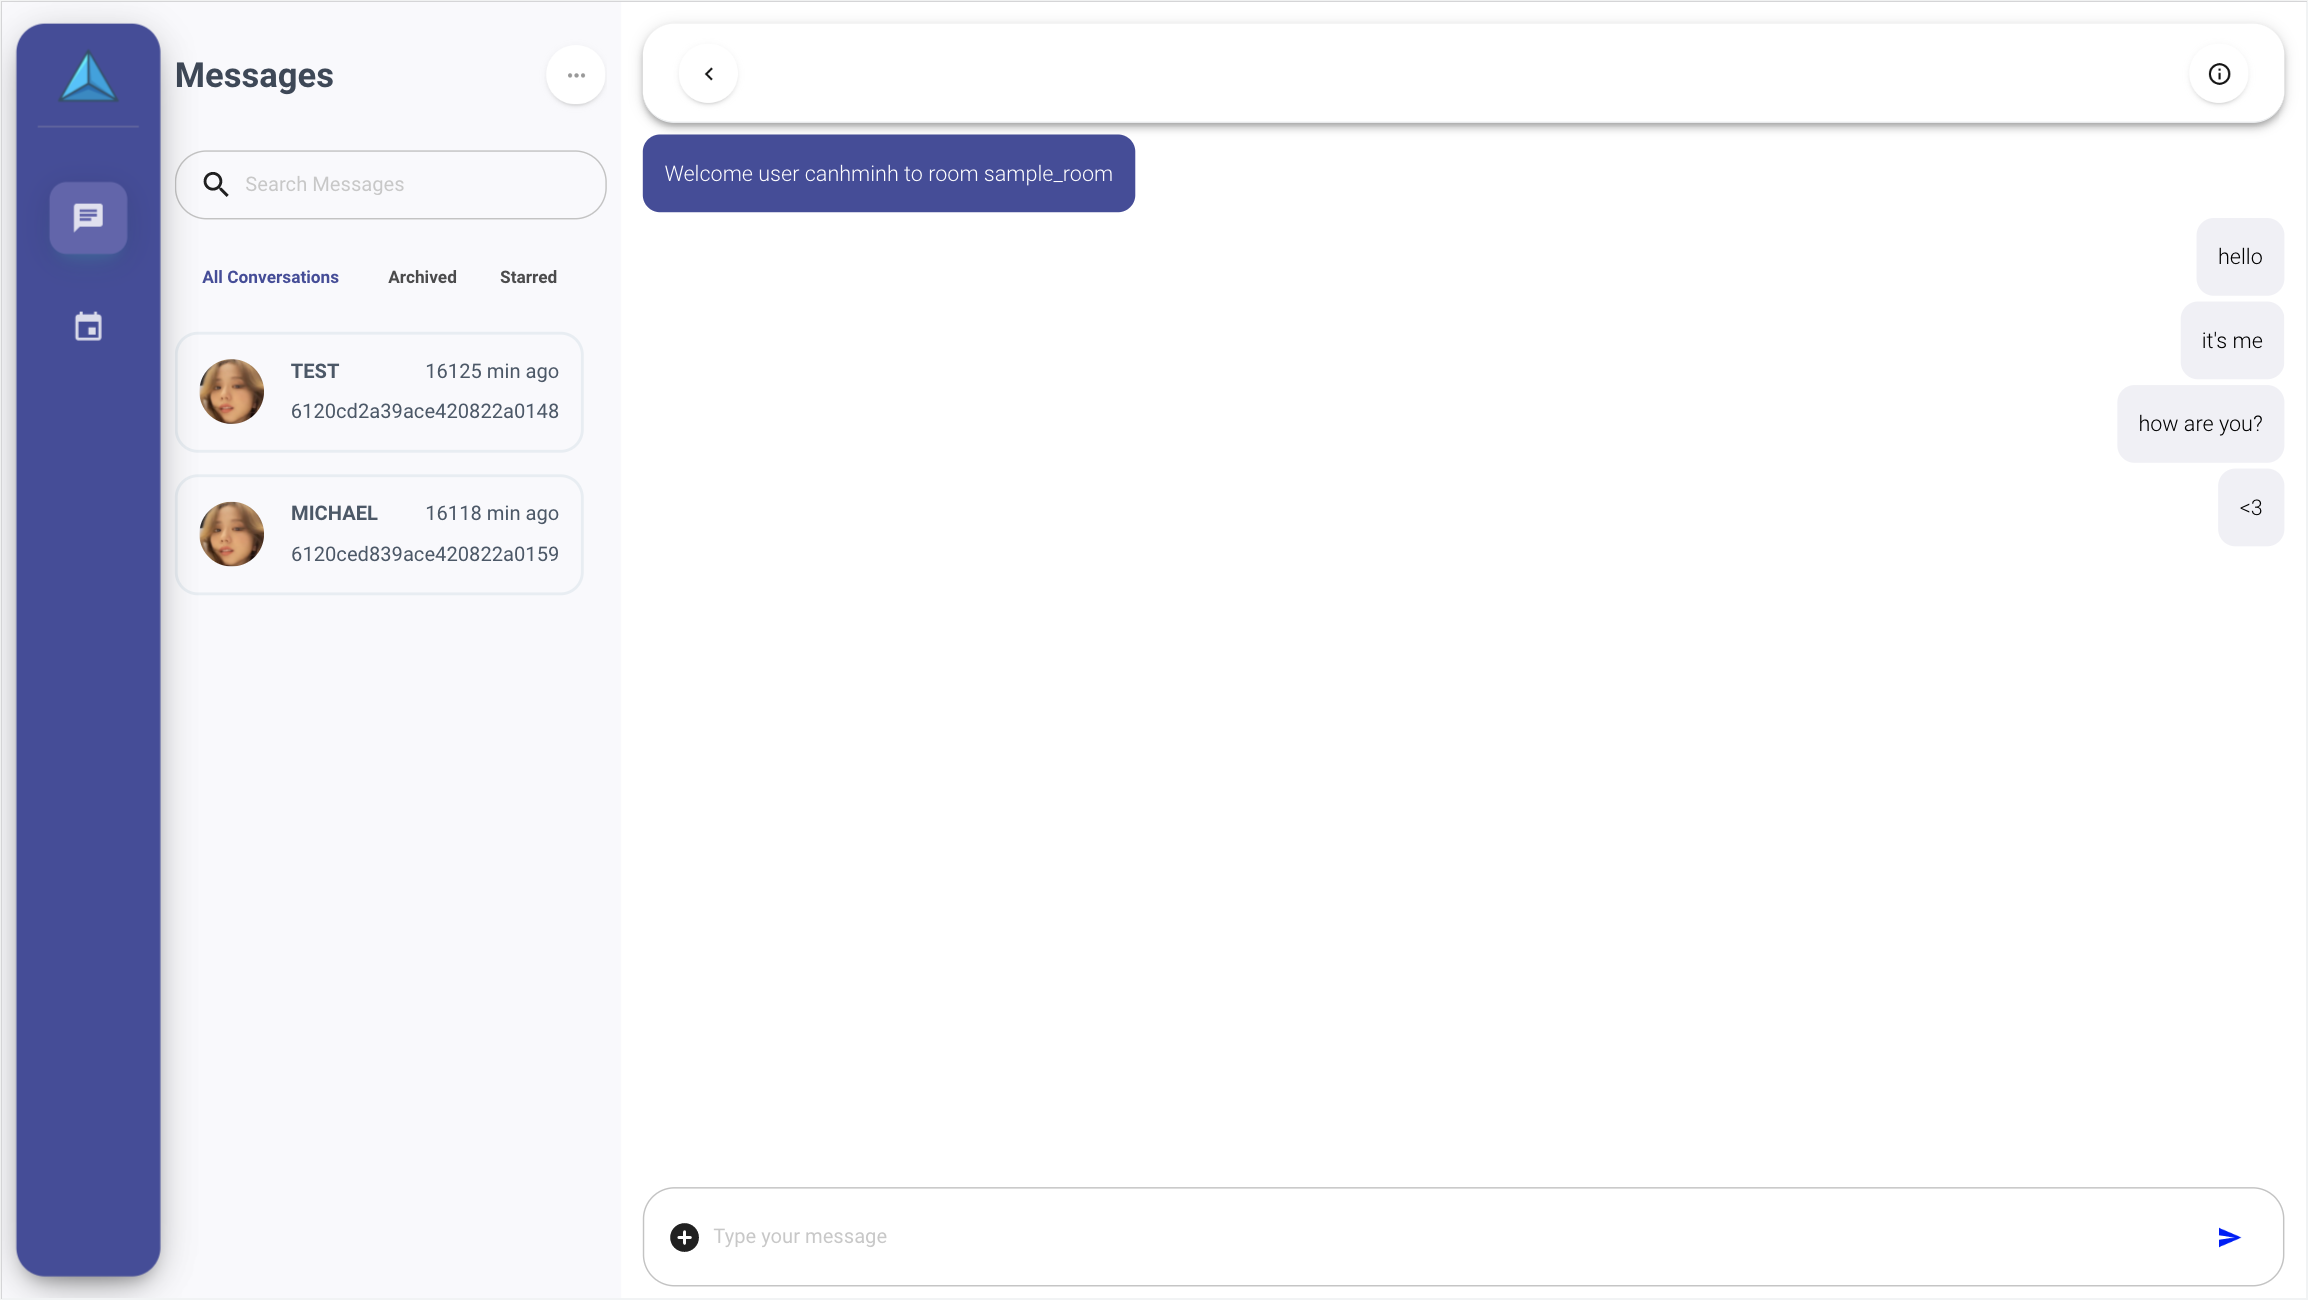 Messages
Search Messages
All Conversations Archived Starred
TEST 16125 min ago
6120cd2a39ace420822a0148
MICHAEL 16118 min ago
6120ced839ace420822a0159
Welcome user canhminh to room sample_room
hello
it's me
how are you?
<3
Type your message